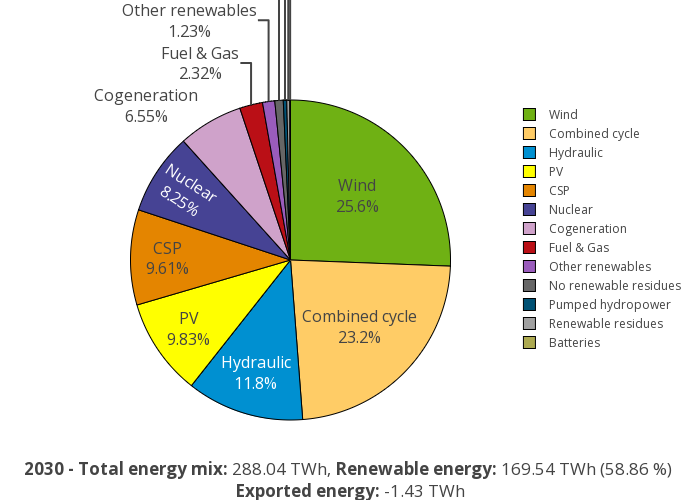 Other renewables
1.23%
Fuel & Gas
2.32%
Cogeneration
6.55%
Nuclear
8.25%
CSP
9.61%
PV
9.83%
Hydraulic
11.8%
Wind
25.6%
Combined cycle
23.2%
Wind
Combined cycle
Hydraulic
PV
CSP
Nuclear
Cogeneration
Fuel & Gas
Other renewables
No renewable residues
Pumped hydropower
Renewable residues
Batteries
2030 - Total energy mix: 288.04 TWh, Renewable energy: 169.54 TWh (58.86 %)
Exported energy: -1.43 TWh